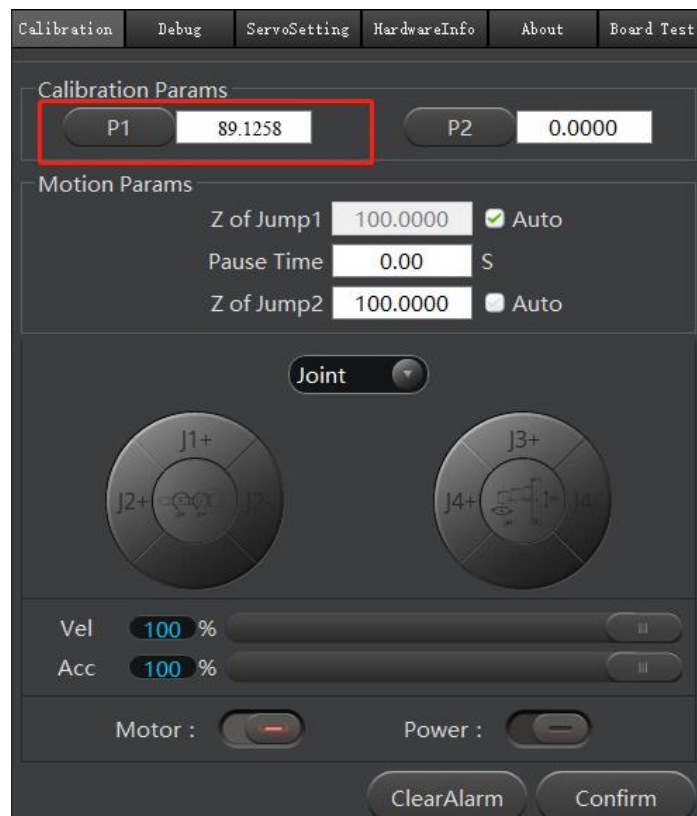 Calibration Debug ServoSetting HardwareInfo About Board Test
Calibration Params
P1 89.1258 P2 0.0000
Motion Params
Z of Jump1 100.0000 Auto
Pause Time 0.00 S
Z of Jump2 100.0000 Auto
Joint
J1+ J3+
J2+ J2- J4+ J4-
Vel 100 %
Acc 100 %
Motor : Power :
ClearAlarm Confirm